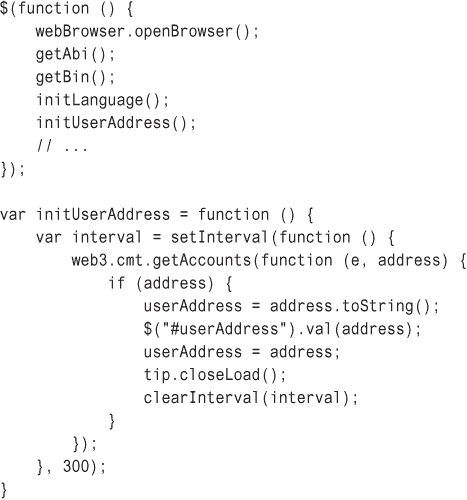 $(function () {
    webBrowser.openBrowser();
    getAbi();
    getBin();
    initLanguage();
    initUserAddress();
    // ...
});

var initUserAddress = function () {
    var interval = setInterval(function () {
        web3.cmt.getAccounts(function (e, address) {
            if (address) {
                userAddress = address.toString();
                $("#userAddress").val(address);
                userAddress = address;
                tip.closeLoad();
                clearInterval(interval);
            }
        });
    }, 300);
}